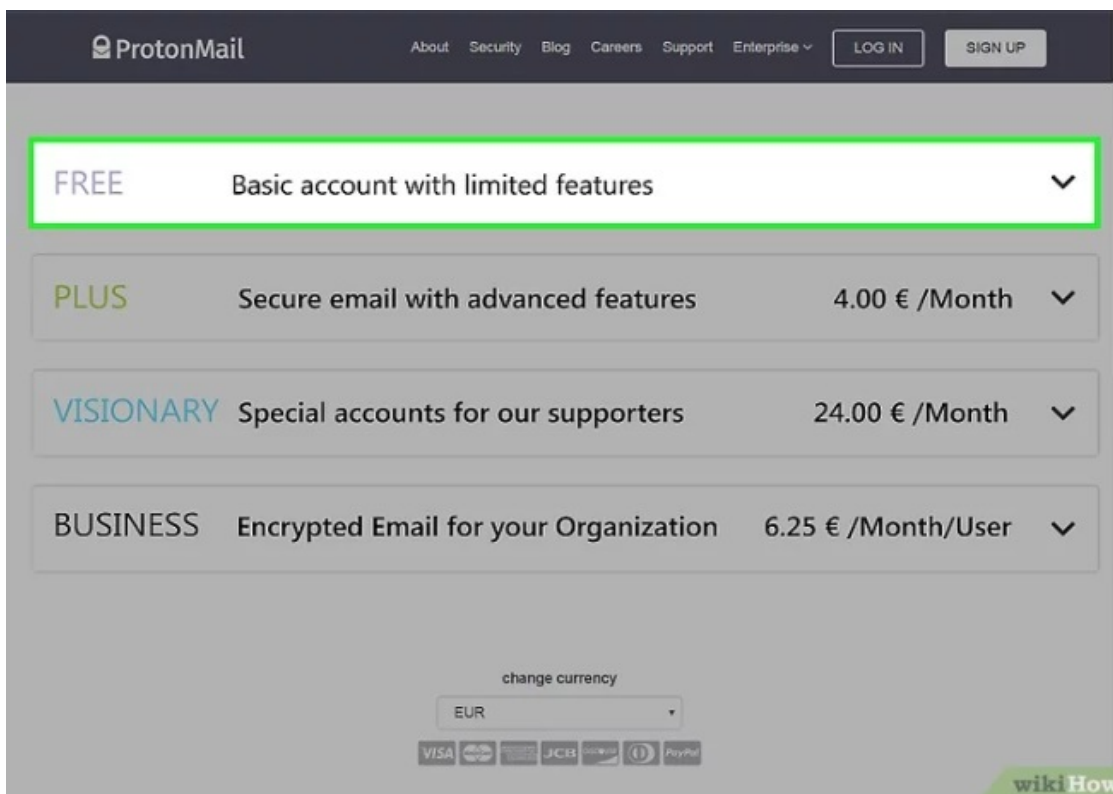 ProtonMail About Security Blog Careers Support Enterprise LOG IN SIGN UP
FREE Basic account with limited features
PLUS Secure email with advanced features 4.00 € /Month
VISIONARY Special accounts for our supporters 24.00 € /Month
BUSINESS Encrypted Email for your Organization 6.25 € /Month/User
change currency
EUR
VISA JCB PayPal
wikiHow